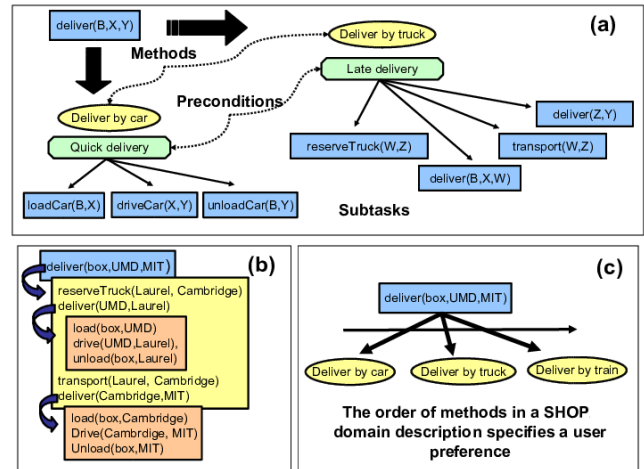 deliver(B,X,Y)
(a)
Methods
Deliver by truck
Late delivery
Preconditions
Deliver by car
Quick delivery
deliver(Z,Y)
reserveTruck(W,Z)
transport(W,Z)
deliver(B,X,W)
loadCar(B,X)
driveCar(X,Y)
unloadCar(B,Y)
Subtasks
(b)
deliver(box,UMD,MIT)
reserveTruck(Laurel, Cambridge)
deliver(UMD,Laurel)
load(box,UMD)
drive(UMD,Laurel),
unload(box,Laurel)
transport(Laurel, Cambridge)
deliver(Cambridge,MIT)
load(box,Cambridge)
Drive(Cambrdige, MIT)
Unload(box,MIT)
(c)
deliver(box,UMD,MIT)
Deliver by car
Deliver by truck
Deliver by train
The order of methods in a SHOP
domain description specifies a user
preference